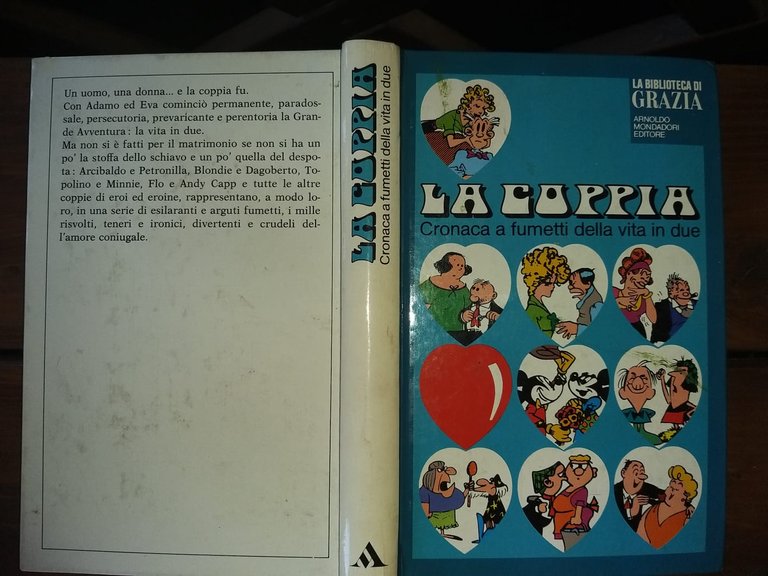 Un uomo, una donna... e la coppia fu.
Con Adamo ed Eva cominciò permanente, parados-
sale, persecutoria, prevaricante e perentoria la Gran-
de Avventura: la vita in due.
Ma non si è fatti per il matrimonio se non si ha un
po' la stoffa dello schiavo e un po' quella del despo-
ta: Arcibaldo e Petronilla, Blondie e Dagoberto, To-
polino e Minnie, Flo e Andy Capp e tutte le altre
coppie di eroi ed eroine, rappresentano, a modo lo-
ro, in una serie di esilaranti e arguti fumetti, i mille
risvolti, teneri e ironici, divertenti e crudeli del-
l'amore coniugale.
LA COPPIA
Cronaca a fumetti della vita in due
LA BIBLIOTECA DI
GRAZIA
ARNOLDO
MONDADORI
EDITORE
LA COPPIA
Cronaca a fumetti della vita in due